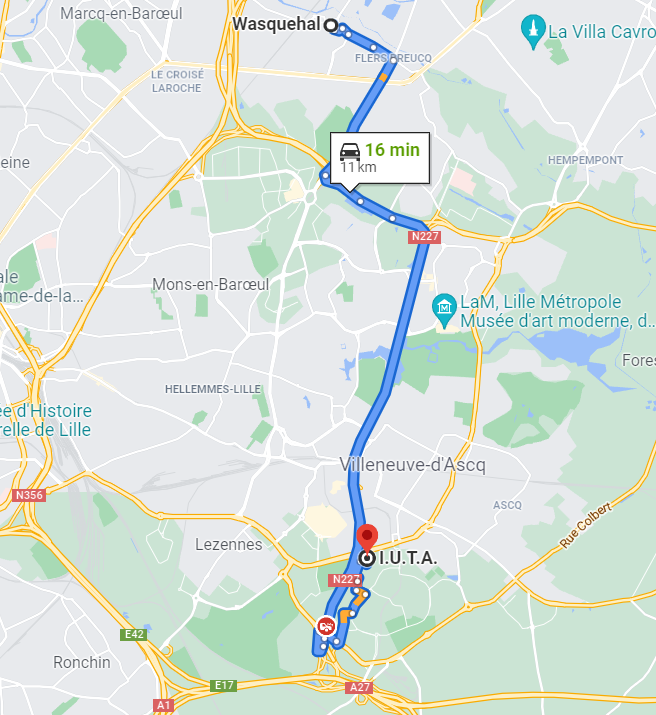 Marcq-en-Barœul
Wasquehal
La Villa Cavro
FLERS BREUCQ
LE CROISÉ
LAROCHE
16 min
11 km
eine
HEMPEMPONT
N227
ale
ame-de-la...
Mons-en-Barœul
LaM, Lille Métropole
Musée d'art moderne, d...
Fores
HELLEMMES-LILLE
ée d'Histoire
relle de Lille
Villeneuve-d'Ascq
N356
ASCQ
Rue Colbert
Lezennes
I.U.T.A.
N227
E42
Ronchin
E17
A27
A1